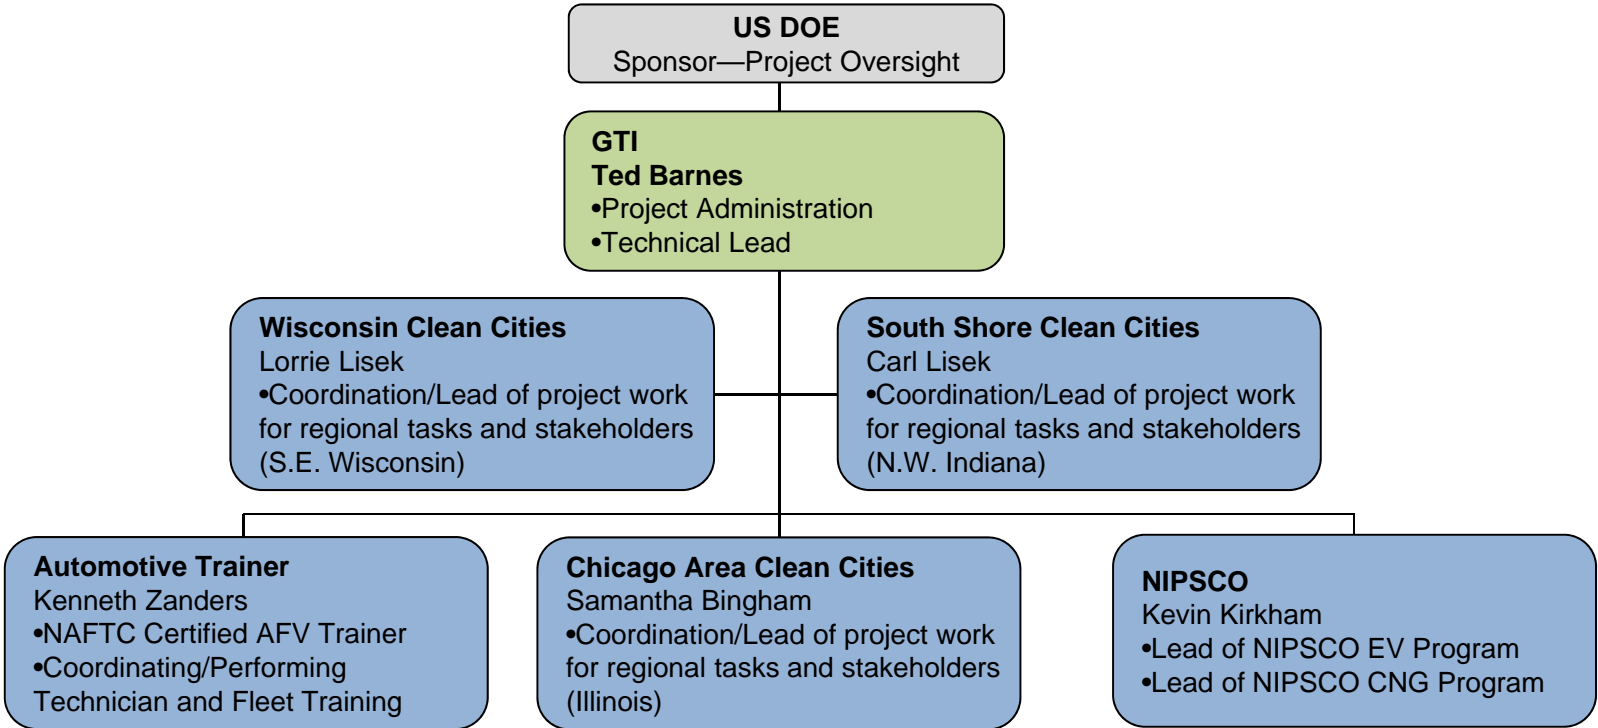 US DOE
Sponsor—Project Oversight
GTI
Ted Barnes
•Project Administration
•Technical Lead
Wisconsin Clean Cities
Lorrie Lisek
•Coordination/Lead of project work
for regional tasks and stakeholders
(S.E. Wisconsin)
South Shore Clean Cities
Carl Lisek
•Coordination/Lead of project work
for regional tasks and stakeholders
(N.W. Indiana)
Automotive Trainer
Kenneth Zanders
•NAFTC Certified AFV Trainer
•Coordinating/Performing
Technician and Fleet Training
Chicago Area Clean Cities
Samantha Bingham
•Coordination/Lead of project work
for regional tasks and stakeholders
(Illinois)
NIPSCO
Kevin Kirkham
•Lead of NIPSCO EV Program
•Lead of NIPSCO CNG Program